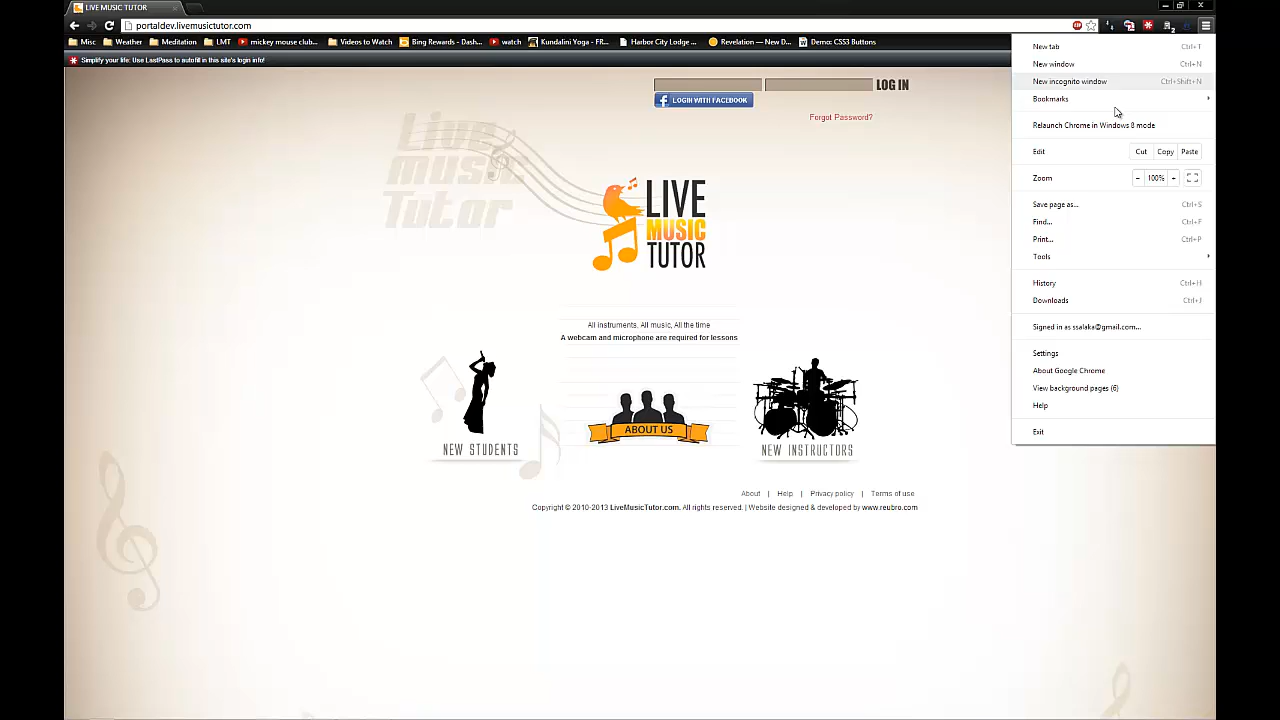 LIVE MUSIC TUTOR
portaldev.livemusictutor.com
Misc Weather Meditation LMT mickey mouse club... Videos to Watch Bing Rewards - Dash... watch Kundalini Yoga - FR... Harbor City Lodge ... Revelation — New D... Demo: CSS3 Buttons
Simplify your life: Use LastPass to autofill in this site's login info!
LOG IN
LOGIN WITH FACEBOOK
Forgot Password?
Live
music
Tutor
LIVE
MUSIC
TUTOR
All instruments, All music, All the time
A webcam and microphone are required for lessons
NEW STUDENTS
ABOUT US
NEW INSTRUCTORS
About | Help | Privacy policy | Terms of use
Copyright © 2010-2013 LiveMusicTutor.com. All rights reserved. | Website designed & developed by www.reubro.com
New tab Ctrl+T
New window Ctrl+N
New incognito window Ctrl+Shift+N
Bookmarks
Relaunch Chrome in Windows 8 mode
Edit Cut Copy Paste
Zoom − 100% +
Save page as... Ctrl+S
Find... Ctrl+F
Print... Ctrl+P
Tools
History Ctrl+H
Downloads Ctrl+J
Signed in as ssalaka@gmail.com...
Settings
About Google Chrome
View background pages (6)
Help
Exit